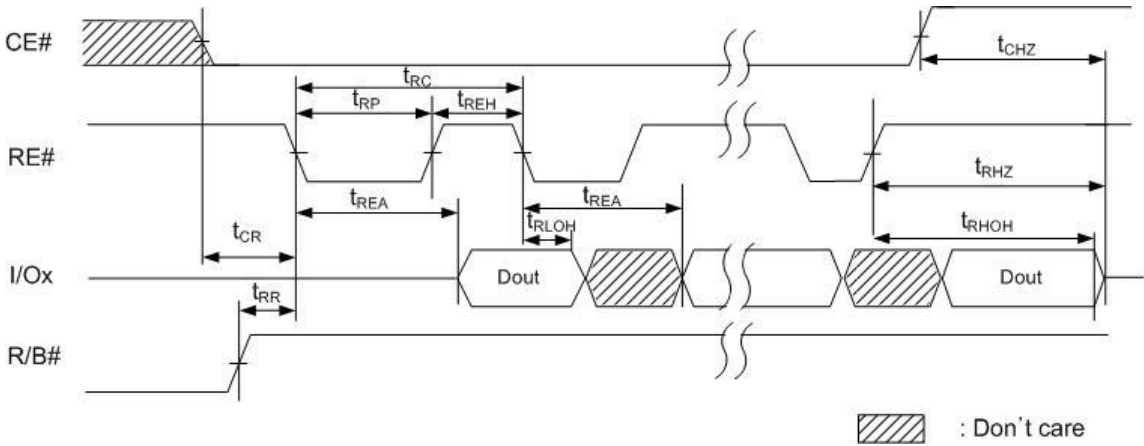 CE#
tCHZ
tRC
tRP
tREH
RE#
tRHZ
tREA
tREA
tRLOH
tRHOH
tCR
I/Ox
Dout
Dout
tRR
R/B#
: Don`t care